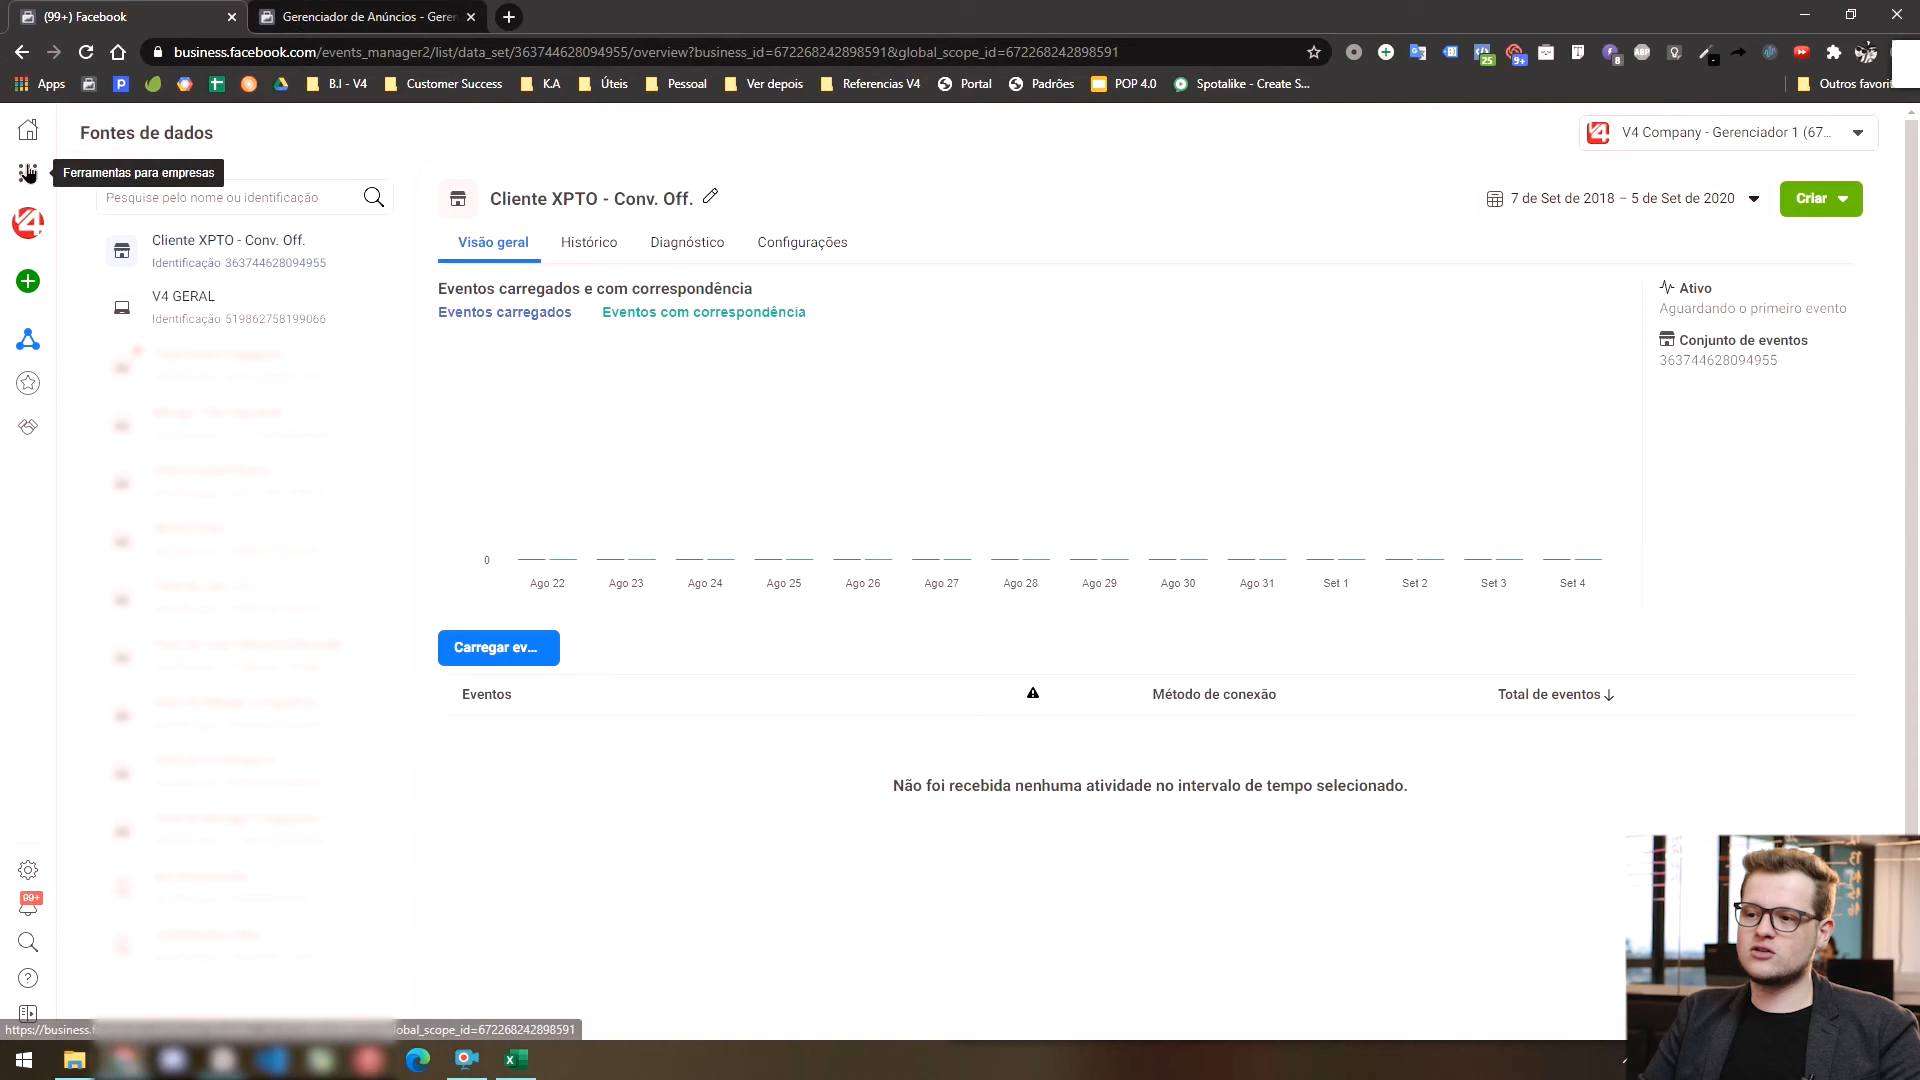 (99+) Facebook
Gerenciador de Anúncios - Geren
business.facebook.com/events_manager2/list/data_set/363744628094955/overview?business_id=672268242898591&global_scope_id=672268242898591
25
9+
8
ABP
Apps
B.I - V4
Customer Success
K.A
Úteis
Pessoal
Ver depois
Referencias V4
Portal
Padrões
POP 4.0
Spotalike - Create S...
Outros favorit
Fontes de dados
V4 Company - Gerenciador 1 (67...
Ferramentas para empresas
Pesquise pelo nome ou identificação
Cliente XPTO - Conv. Off.
7 de Set de 2018 – 5 de Set de 2020
Criar
V4
Cliente XPTO - Conv. Off.
Identificação 363744628094955
V4 GERAL
Identificação 519862758199066
Visão geral
Histórico
Diagnóstico
Configurações
Eventos carregados e com correspondência
Eventos carregados
Eventos com correspondência
Ativo
Aguardando o primeiro evento
Conjunto de eventos
363744628094955
0
Ago 22
Ago 23
Ago 24
Ago 25
Ago 26
Ago 27
Ago 28
Ago 29
Ago 30
Ago 31
Set 1
Set 2
Set 3
Set 4
Carregar ev...
Eventos
Método de conexão
Total de eventos
Não foi recebida nenhuma atividade no intervalo de tempo selecionado.
99+
https://business.f
lobal_scope_id=672268242898591